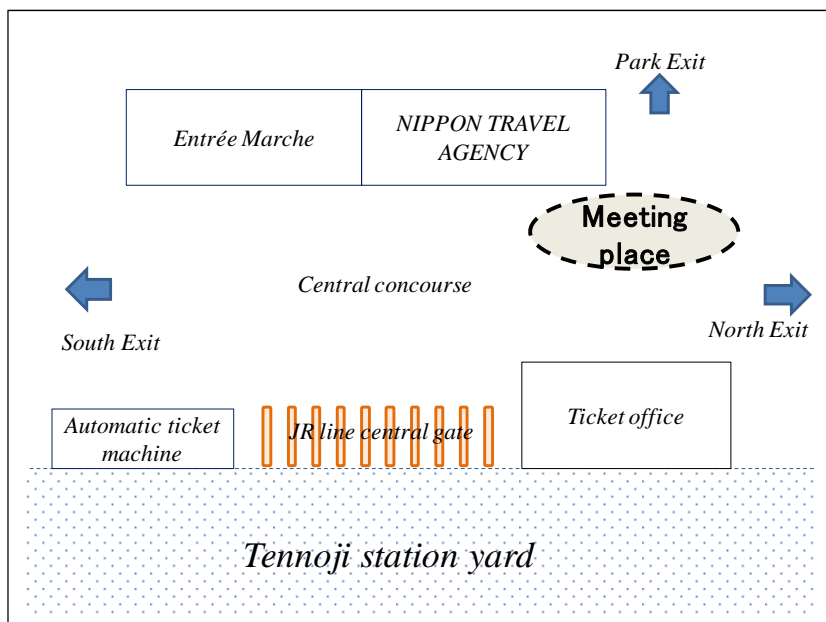 Park Exit
Entrée Marche
NIPPON TRAVEL
AGENCY
Meeting
place
Central concourse
South Exit
North Exit
Automatic ticket
machine
JR line central gate
Ticket office
Tennoji station yard